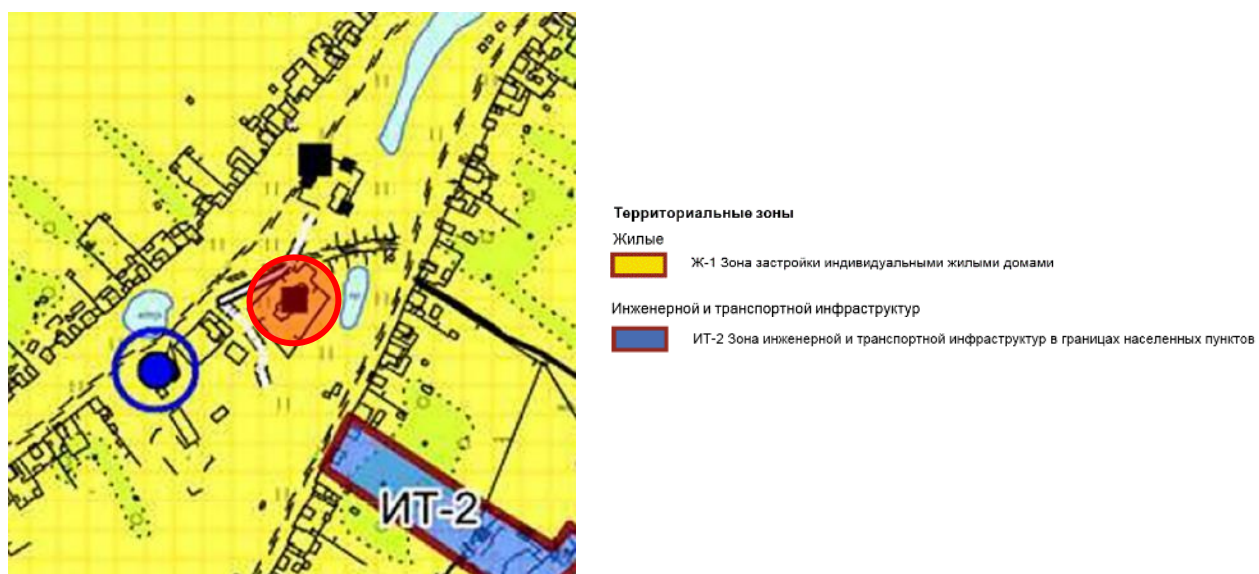 ИТ-2
Территориальные зоны
Жилые
Ж-1 Зона застройки индивидуальными жилыми домами
Инженерной и транспортной инфраструктур
ИТ-2 Зона инженерной и транспортной инфраструктур в границах населенных пунктов